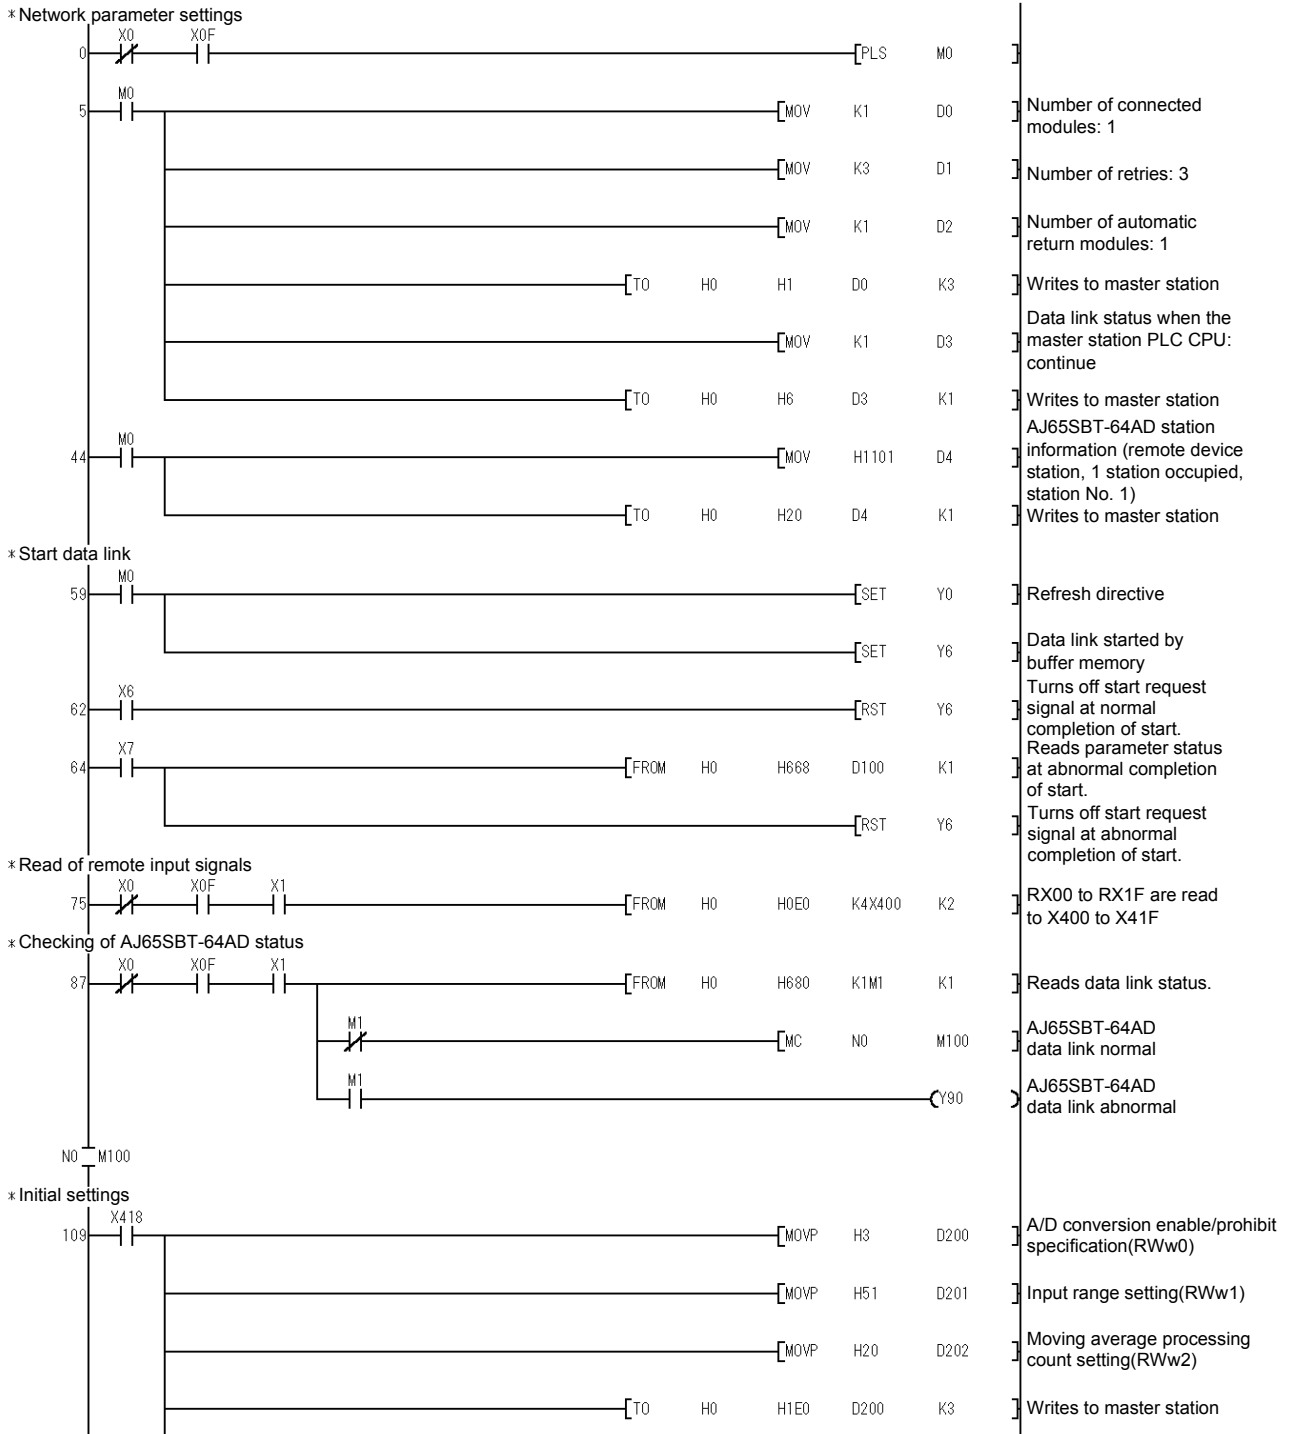 *Network parameter settings
X0 X0F
0 PLS M0
M0
5 MOV K1 D0 Number of connected
modules: 1
MOV K3 D1 Number of retries: 3
MOV K1 D2 Number of automatic
return modules: 1
TO H0 H1 D0 K3 Writes to master station
Data link status when the
MOV K1 D3 master station PLC CPU:
continue
TO H0 H6 D3 K1 Writes to master station
AJ65SBT-64AD station
M0
44 MOV H1101 D4 information (remote device
station, 1 station occupied,
station No. 1)
TO H0 H20 D4 K1 Writes to master station
*Start data link
M0
59 SET Y0 Refresh directive
SET Y6 Data link started by
buffer memory
Turns off start request
X6
62 RST Y6 signal at normal
completion of start.
X7 Reads parameter status
64 FROM H0 H668 D100 K1 at abnormal completion
of start.
Turns off start request
RST Y6 signal at abnormal
completion of start.
*Read of remote input signals
X0 X0F X1
75 FROM H0 H0E0 K4X400 K2 RX00 to RX1F are read
to X400 to X41F
*Checking of AJ65SBT-64AD status
X0 X0F X1
87 FROM H0 H680 K1M1 K1 Reads data link status.
M1
MC N0 M100 AJ65SBT-64AD
data link normal
M1
Y90 AJ65SBT-64AD
data link abnormal
N0 M100
*Initial settings
X418
109 MOVP H3 D200 A/D conversion enable/prohibit
specification(RWw0)
MOVP H51 D201 Input range setting(RWw1)
MOVP H20 D202 Moving average processing
count setting(RWw2)
TO H0 H1E0 D200 K3 Writes to master station